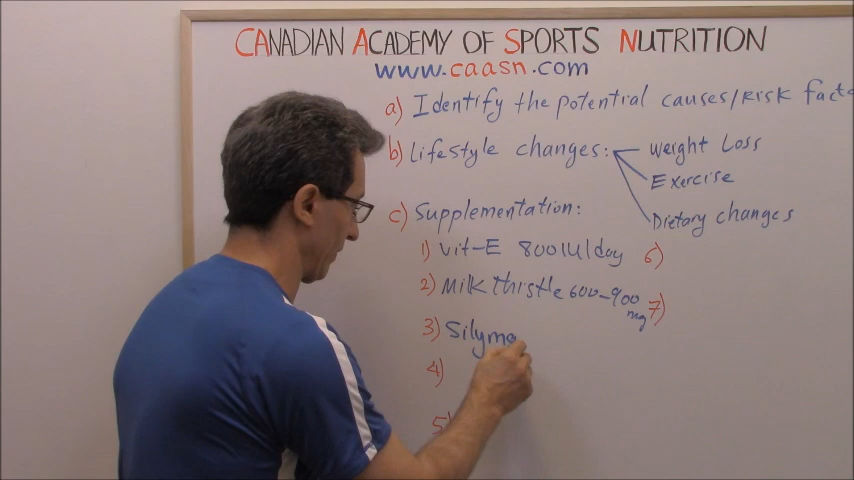 CANADIAN ACADEMY OF SPORTS NUTRITION
www.caasn.com
a) Identify the potential causes/Risk
b) Lifestyle changes: Weight Loss
Exercise
Dietary changes
c) Supplementation:
1) Vit-E 800IU/day 6)
2) Milk Thistle 600-900 mg 7)
3) Silyma
4)
5)